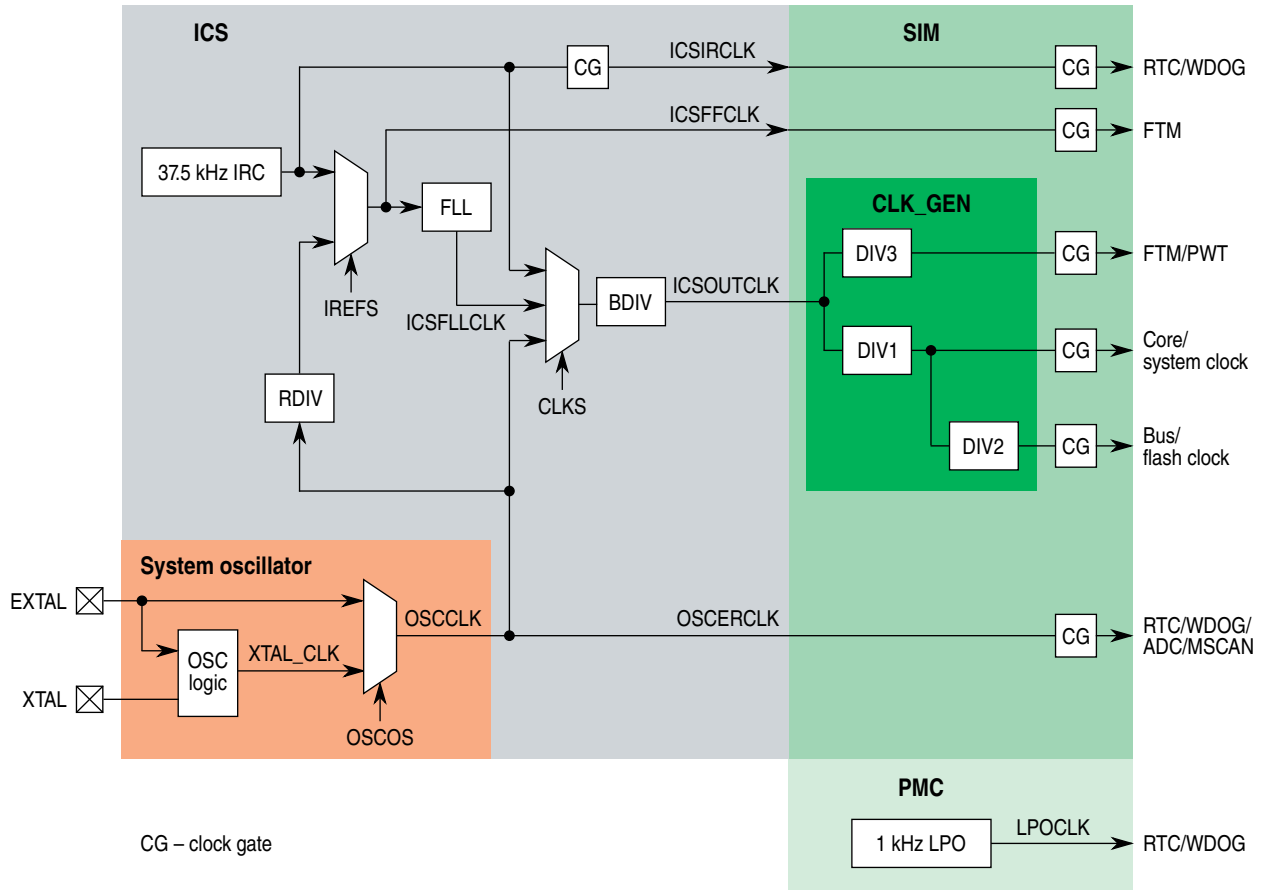 ICS
SIM
CG
ICSIRCLK
CG
RTC/WDOG
ICSFFCLK
CG
FTM
37.5 kHz IRC
FLL
CLK_GEN
IREFS
ICSFLLCLK
BDIV
ICSOUTCLK
DIV3
CG
FTM/PWT
DIV1
CG
Core/
system clock
RDIV
CLKS
DIV2
CG
Bus/
flash clock
System oscillator
EXTAL
OSC
logic
XTAL_CLK
XTAL
OSCOS
OSCCLK
OSCERCLK
CG
RTC/WDOG/
ADC/MSCAN
PMC
1 kHz LPO
LPOCLK
RTC/WDOG
CG – clock gate